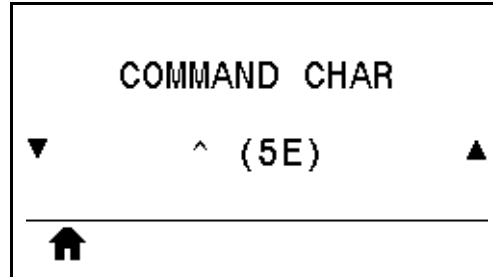 COMMAND CHAR
▼ ^ (5E) ▲